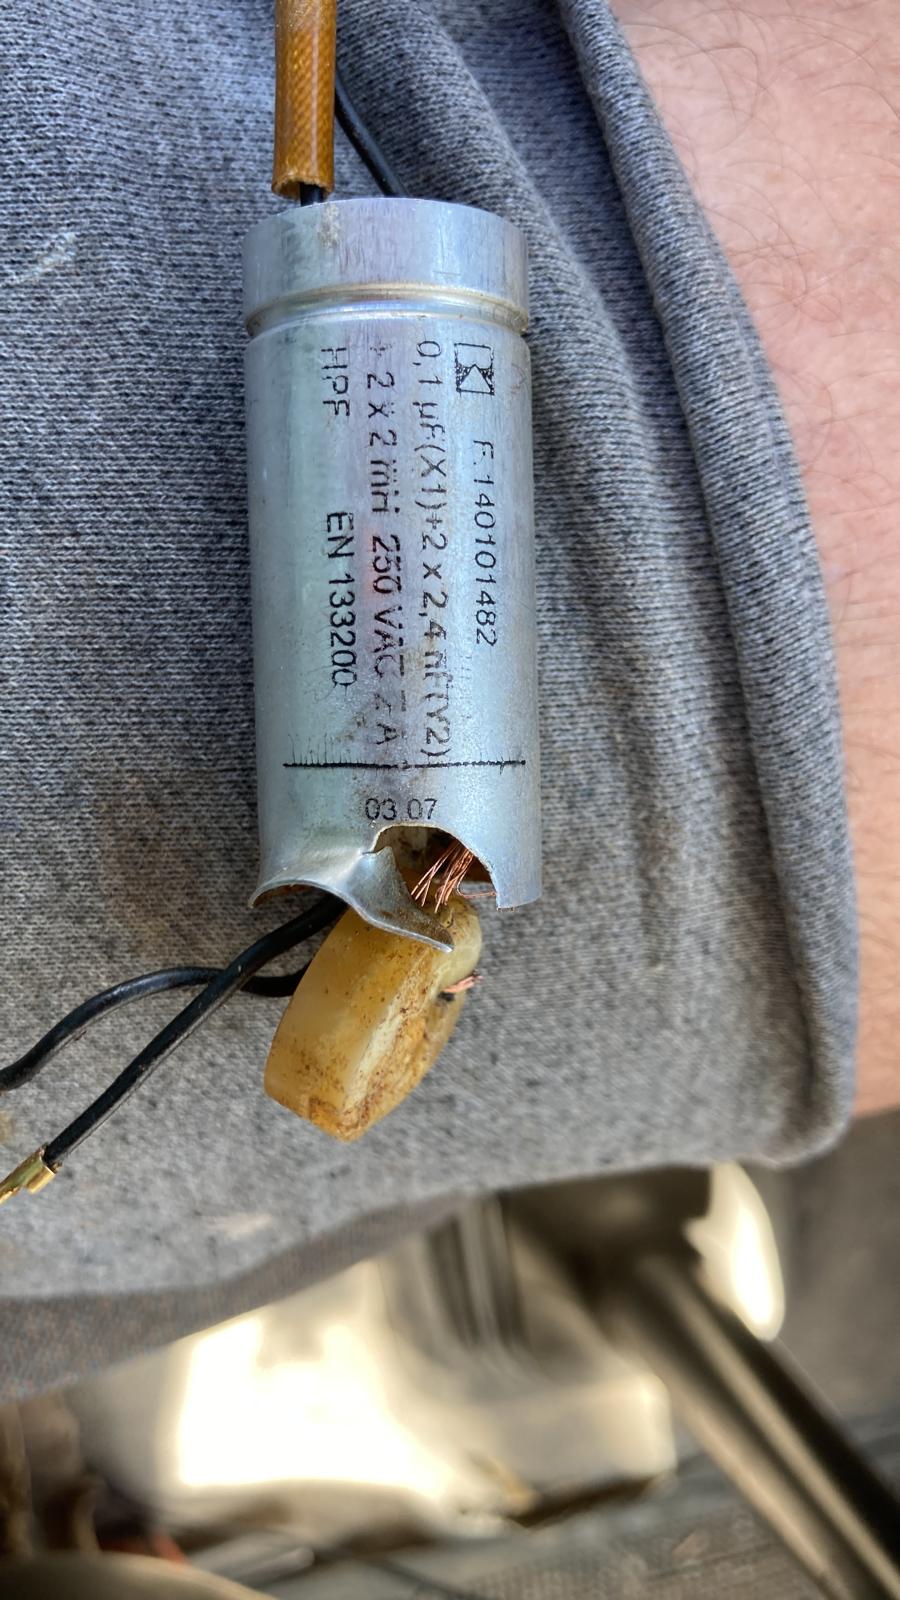 F.140101482
0,1 µF(X1)+2 x 2,4 nF(Y2)
+ 2 x 2 mH 250 VAC 2 A
HPF EN 133200
03.07